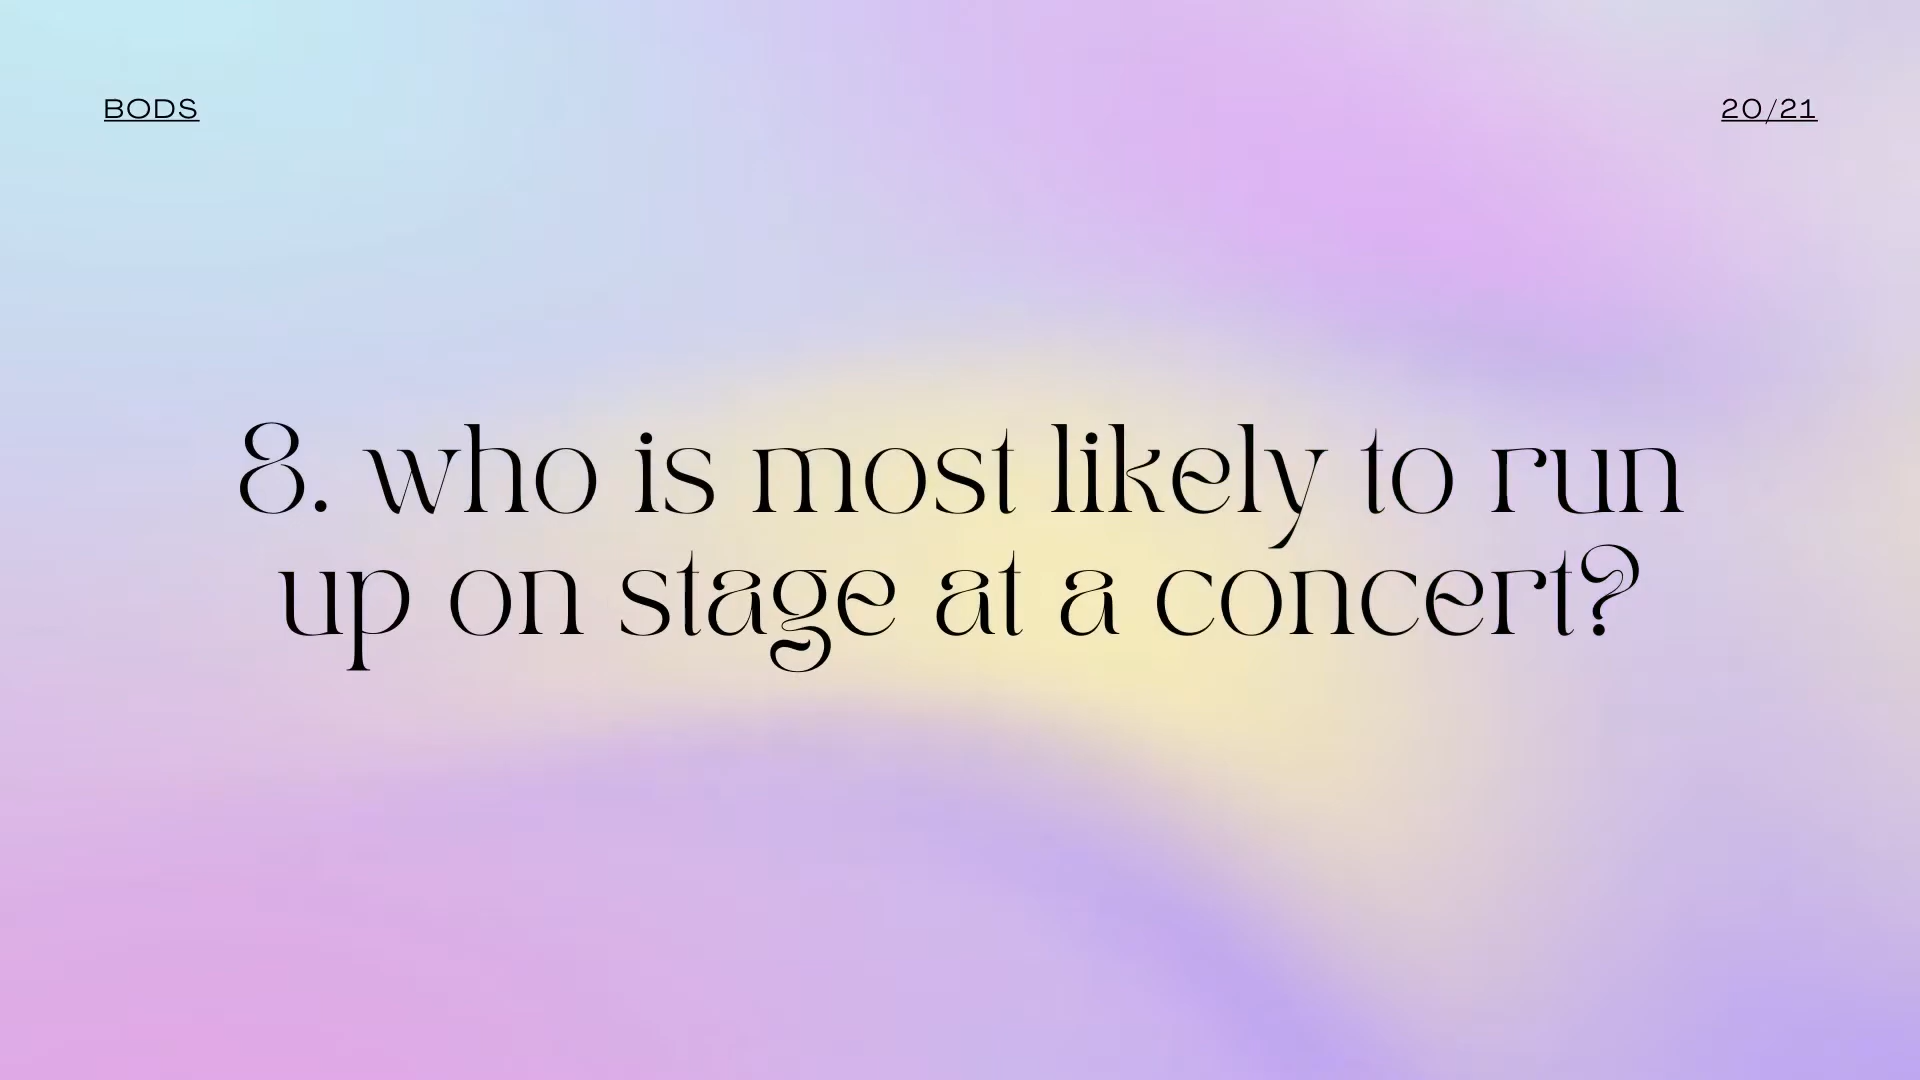 BODS
20/21
8. who is most likely to run
up on stage at a concert?